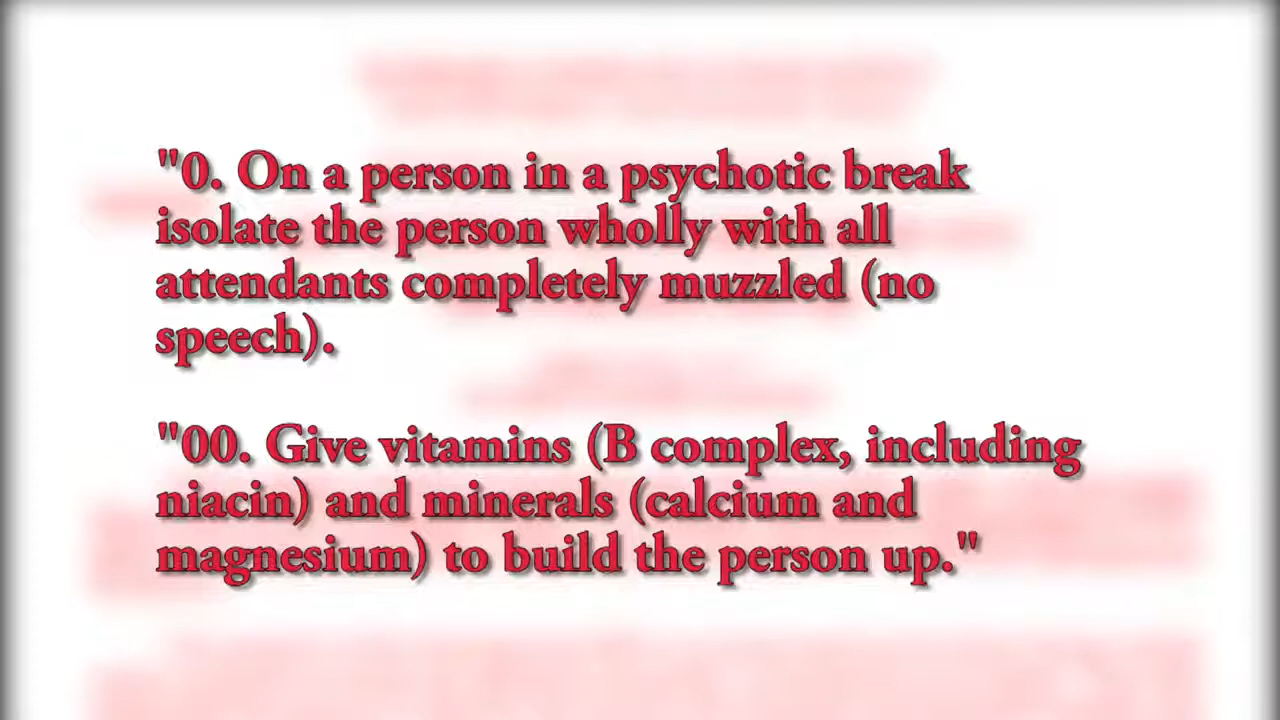 "0. On a person in a psychotic break
isolate the person wholly with all
attendants completely muzzled (no
speech).
"00. Give vitamins (B complex, including
niacin) and minerals (calcium and
magnesium) to build the person up."